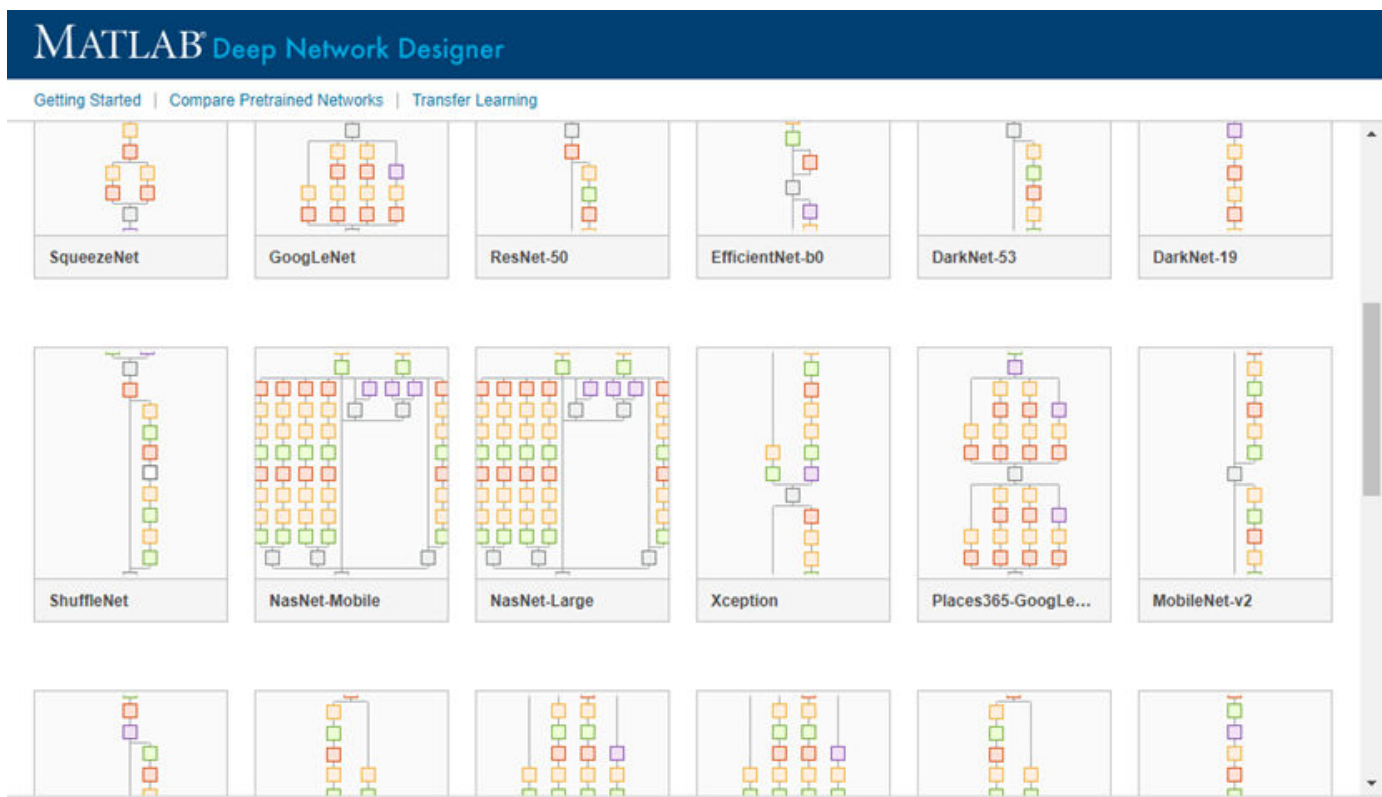 MATLAB® Deep Network Designer
Getting Started | Compare Pretrained Networks | Transfer Learning
SqueezeNet GoogLeNet ResNet-50 EfficientNet-b0 DarkNet-53 DarkNet-19
ShuffleNet NasNet-Mobile NasNet-Large Xception Places365-GoogLe... MobileNet-v2